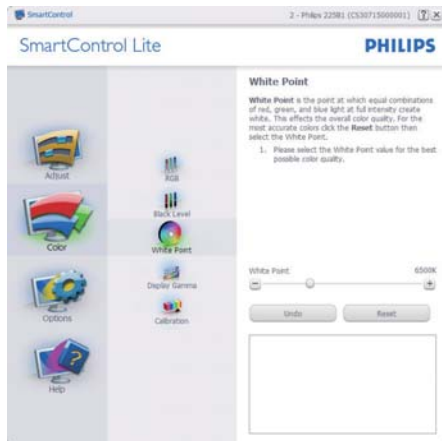 SmartControl
2 - Philips 225B1 (CS30715000001)
SmartControl Lite
PHILIPS
Adjust
Color
Options
Help
RGB
Black Level
White Point
Display Gamma
Calibration
White Point
White Point is the point at which equal combinations
of red, green, and blue light at full intensity create
white. This effects the overall color quality. For the
most accurate colors click the Reset button then
select the White Point.
1. Please select the White Point value for the best
possible color quality.
White Point 6500K
Undo Reset